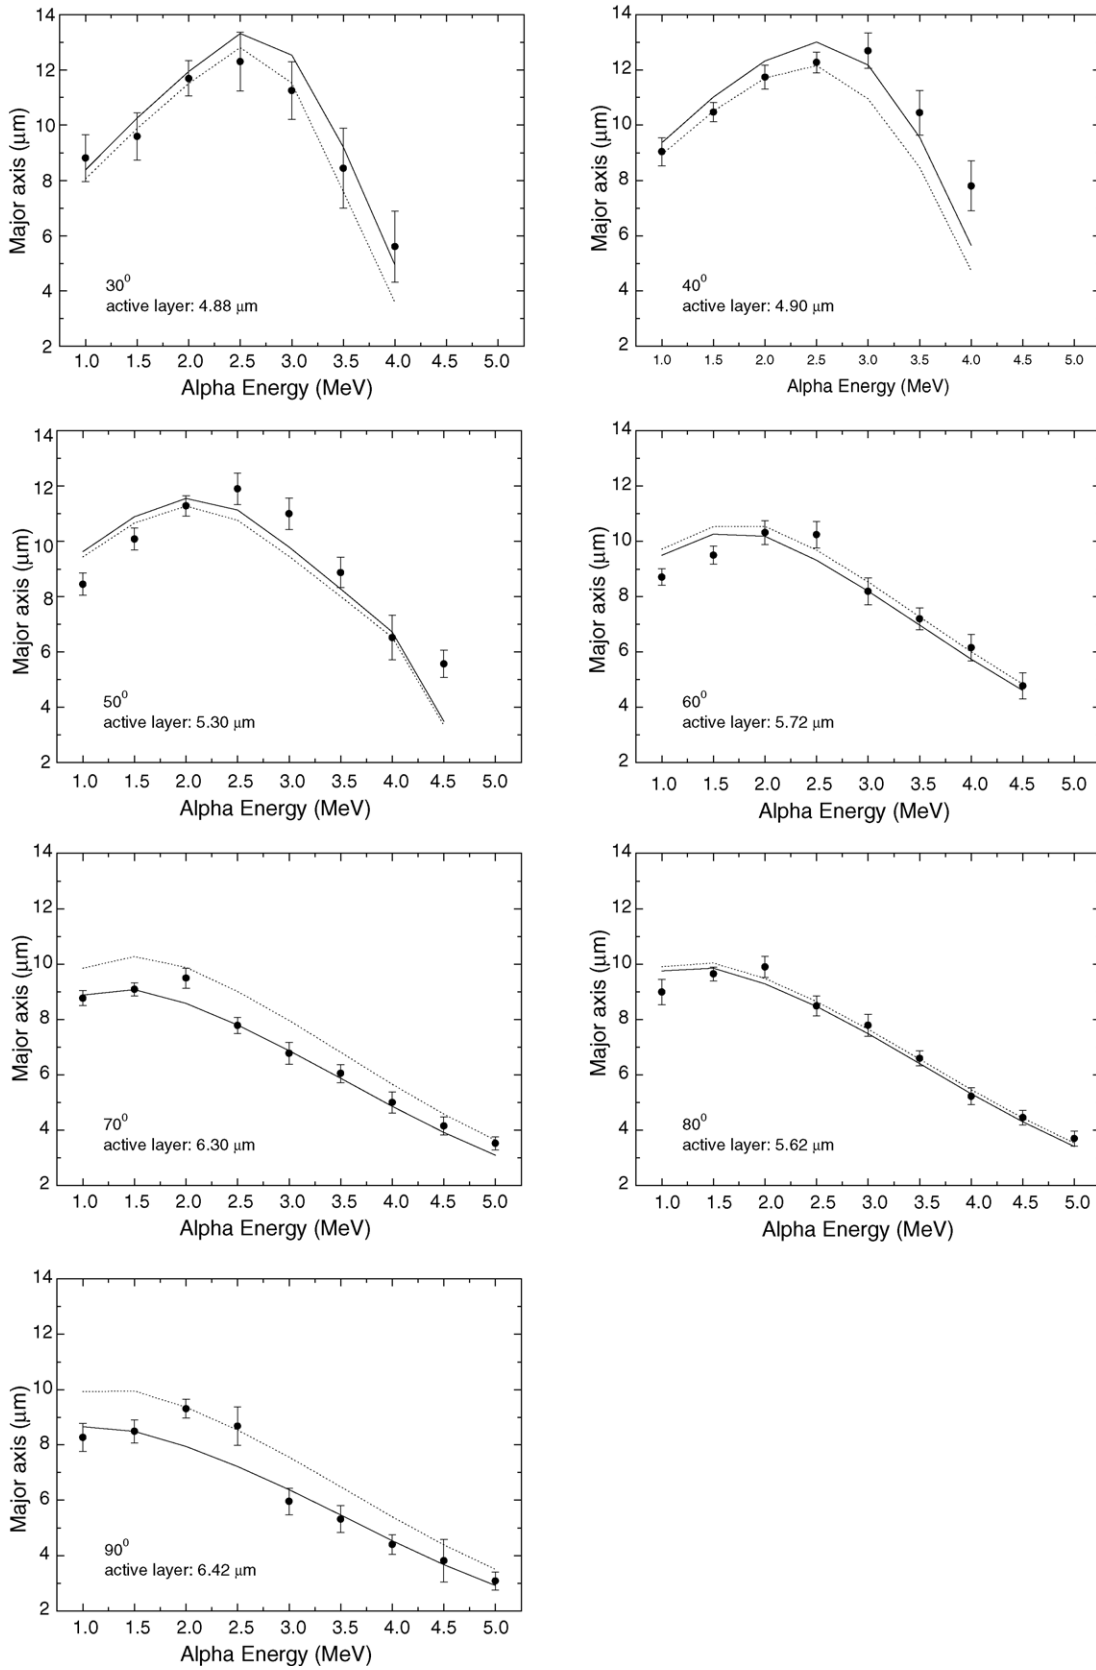 14
12
10
8
6
4
2
Major axis (μm)
30⁰
active layer: 4.88 μm
1.0 1.5 2.0 2.5 3.0 3.5 4.0 4.5 5.0
Alpha Energy (MeV)
14
12
10
8
6
4
2
Major axis (μm)
40⁰
active layer: 4.90 μm
1.0 1.5 2.0 2.5 3.0 3.5 4.0 4.5 5.0
Alpha Energy (MeV)
14
12
10
8
6
4
2
Major axis (μm)
50⁰
active layer: 5.30 μm
1.0 1.5 2.0 2.5 3.0 3.5 4.0 4.5 5.0
Alpha Energy (MeV)
14
12
10
8
6
4
2
Major axis (μm)
60⁰
active layer: 5.72 μm
1.0 1.5 2.0 2.5 3.0 3.5 4.0 4.5 5.0
Alpha Energy (MeV)
14
12
10
8
6
4
2
Major axis (μm)
70⁰
active layer: 6.30 μm
1.0 1.5 2.0 2.5 3.0 3.5 4.0 4.5 5.0
Alpha Energy (MeV)
14
12
10
8
6
4
2
Major axis (μm)
80⁰
active layer: 5.62 μm
1.0 1.5 2.0 2.5 3.0 3.5 4.0 4.5 5.0
Alpha Energy (MeV)
14
12
10
8
6
4
2
Major axis (μm)
90⁰
active layer: 6.42 μm
1.0 1.5 2.0 2.5 3.0 3.5 4.0 4.5 5.0
Alpha Energy (MeV)